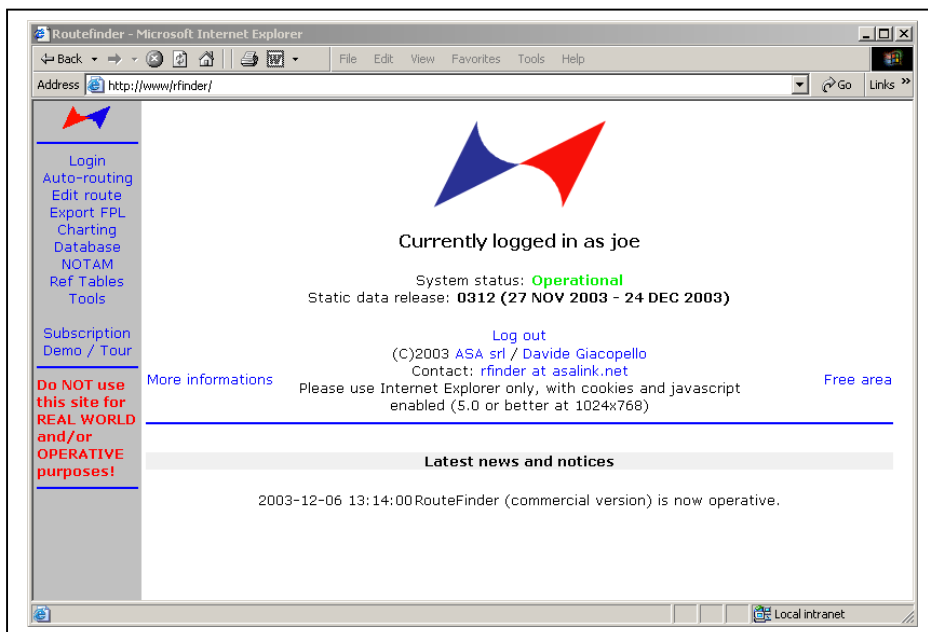 Routefinder - Microsoft Internet Explorer
Back File Edit View Favorites Tools Help
Address http://www/rfinder/ Go Links »
Login
Auto-routing
Edit route
Export FPL
Charting
Database
NOTAM
Ref Tables
Tools
Subscription
Demo / Tour
Do NOT use
this site for
REAL WORLD
and/or
OPERATIVE
purposes!
Currently logged in as joe
System status: Operational
Static data release: 0312 (27 NOV 2003 - 24 DEC 2003)
Log out
(C)2003 ASA srl / Davide Giacopello
Contact: rfinder at asalink.net
More informations
Please use Internet Explorer only, with cookies and javascript
enabled (5.0 or better at 1024x768)
Free area
Latest news and notices
2003-12-06 13:14:00 RouteFinder (commercial version) is now operative.
Local intranet